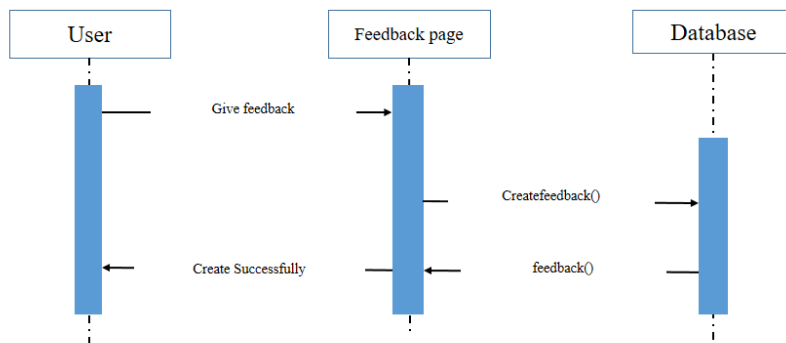 User
Feedback page
Database
Give feedback
Createfeedback()
Create Successfully
feedback()